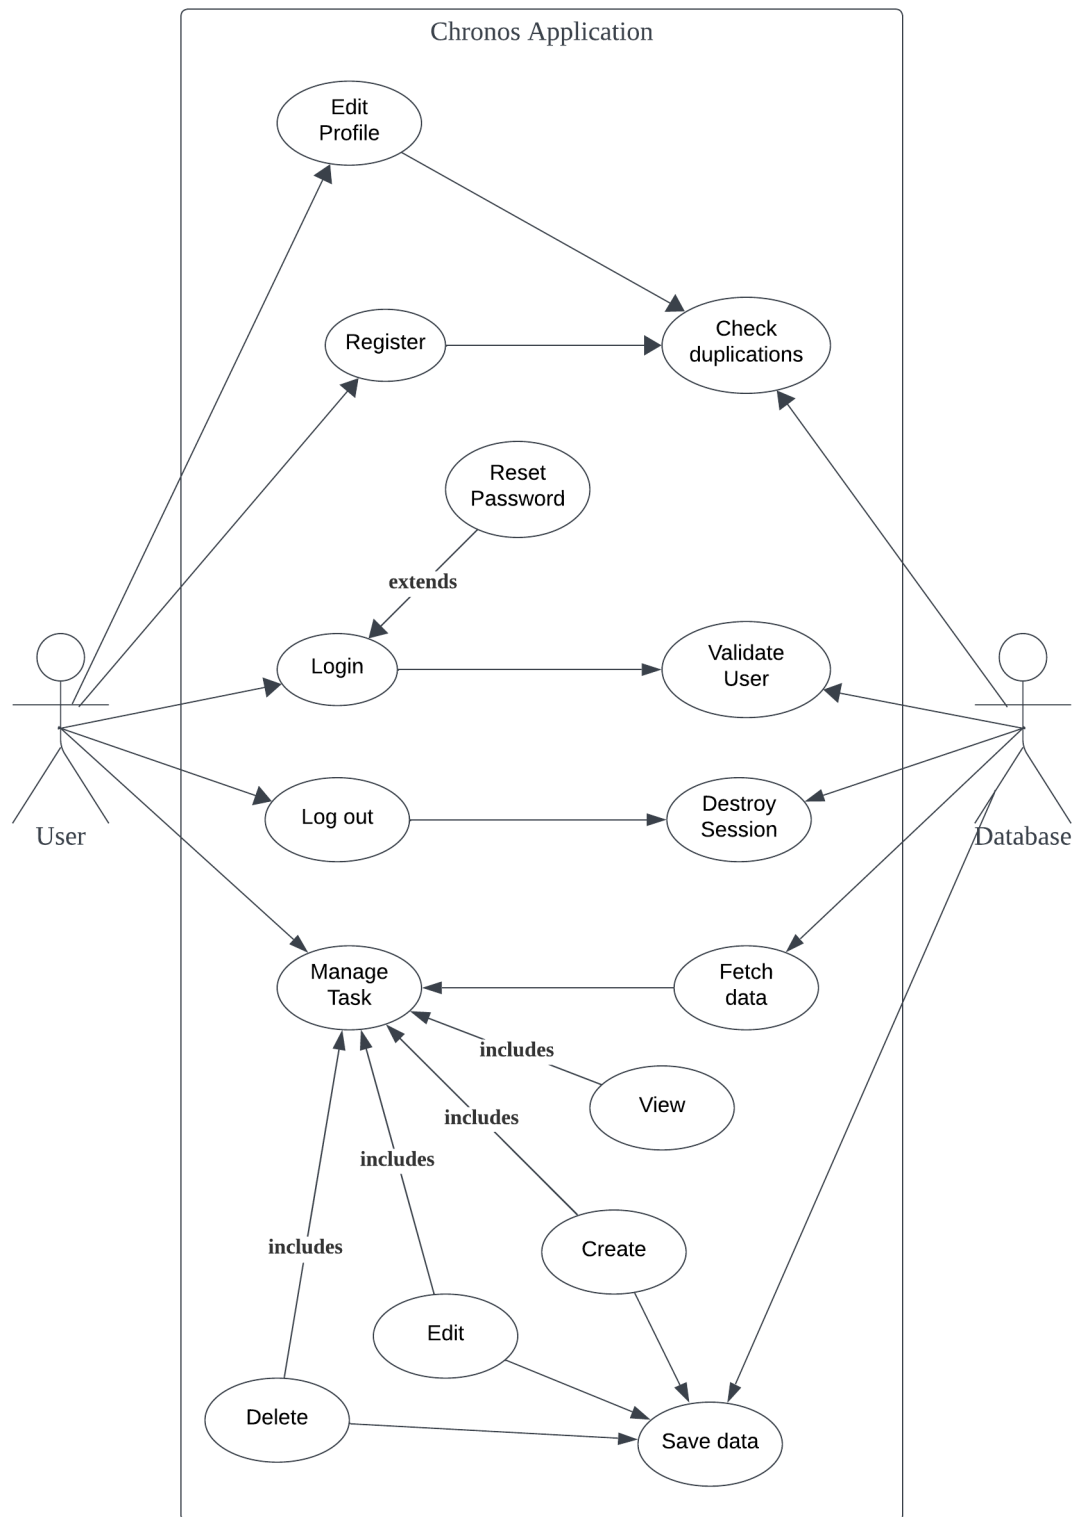 Chronos Application
Edit
Profile
Register
Check
duplications
Reset
Password
extends
Login
Validate
User
Log out
Destroy
Session
User
Database
Manage
Task
Fetch
data
includes
View
includes
includes
includes
Create
Edit
Delete
Save data